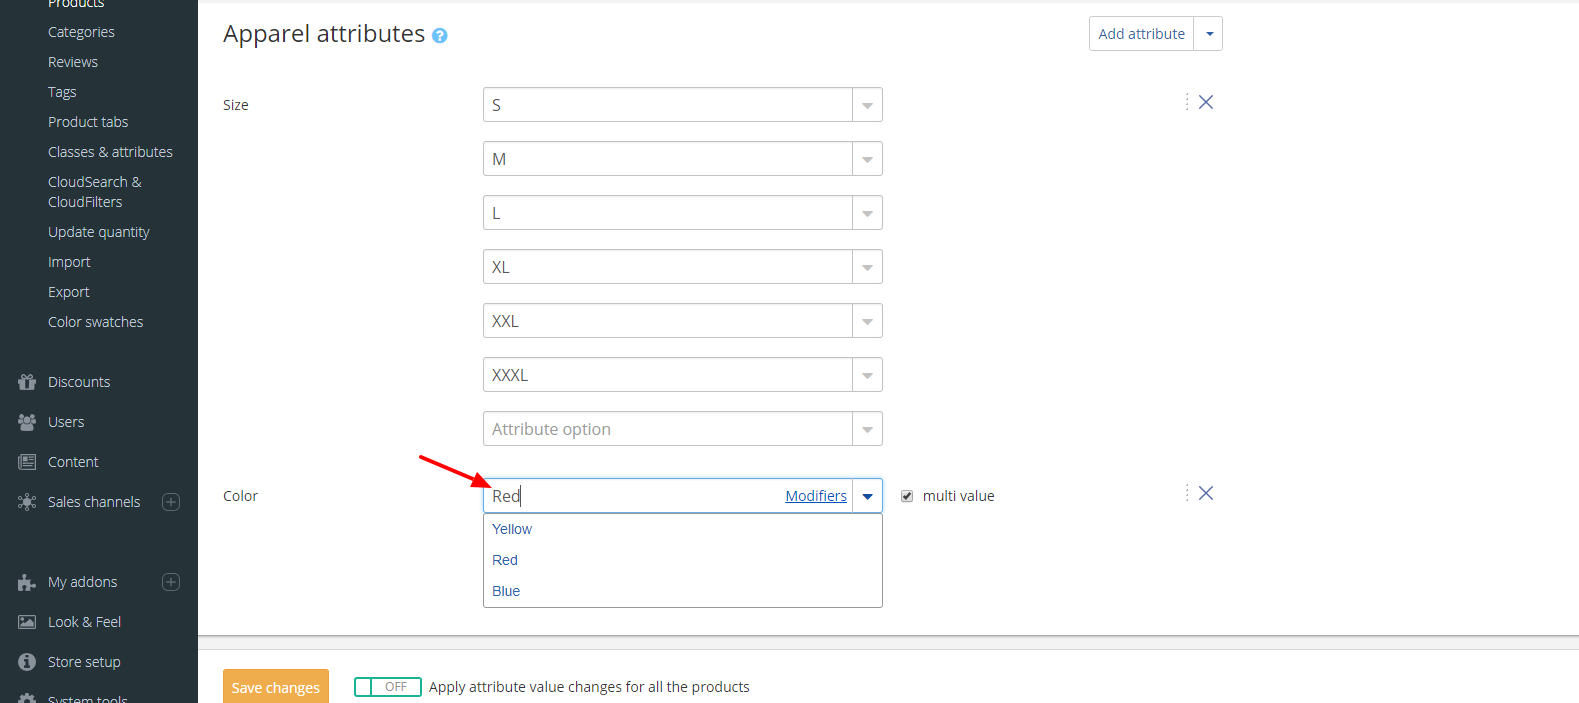 Products
Categories
Reviews
Tags
Product tabs
Classes & attributes
CloudSearch &
CloudFilters
Update quantity
Import
Export
Color swatches
Discounts
Users
Content
Sales channels
My addons
Look & Feel
Store setup
System tools
Apparel attributes ?
Add attribute
Size
S
M
L
XL
XXL
XXXL
Attribute option
Color
Red Modifiers
multi value
Yellow
Red
Blue
Save changes
OFF
Apply attribute value changes for all the products